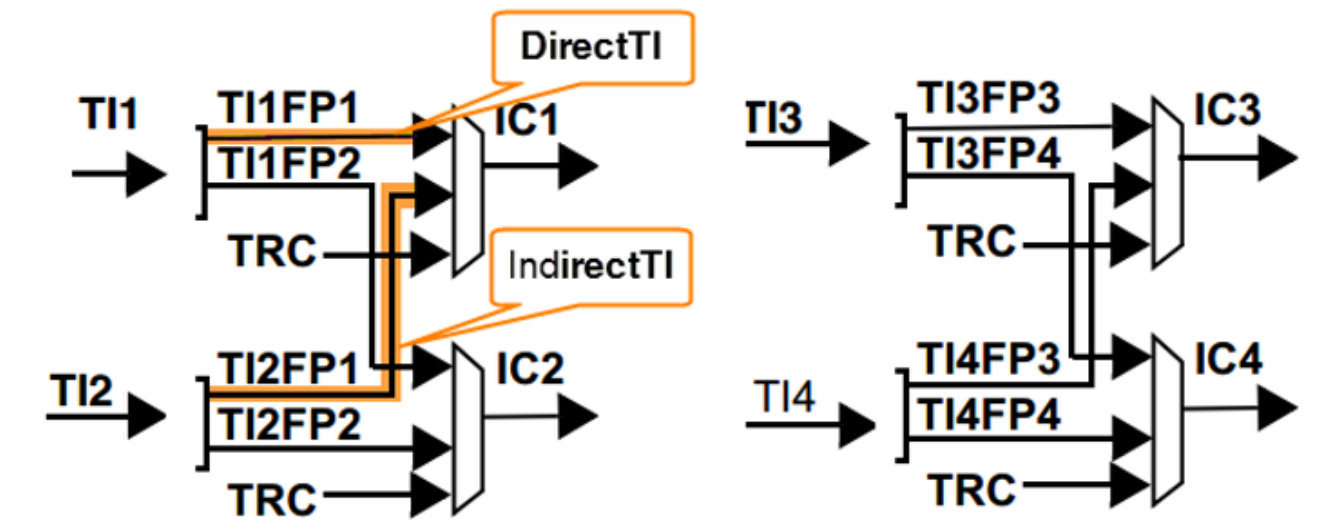 DirectTI
TI1
TI1FP1
IC1
TI1FP2
TRC
IndirectTI
TI2
TI2FP1
IC2
TI2FP2
TRC
TI3
TI3FP3
IC3
TI3FP4
TRC
TI4
TI4FP3
IC4
TI4FP4
TRC